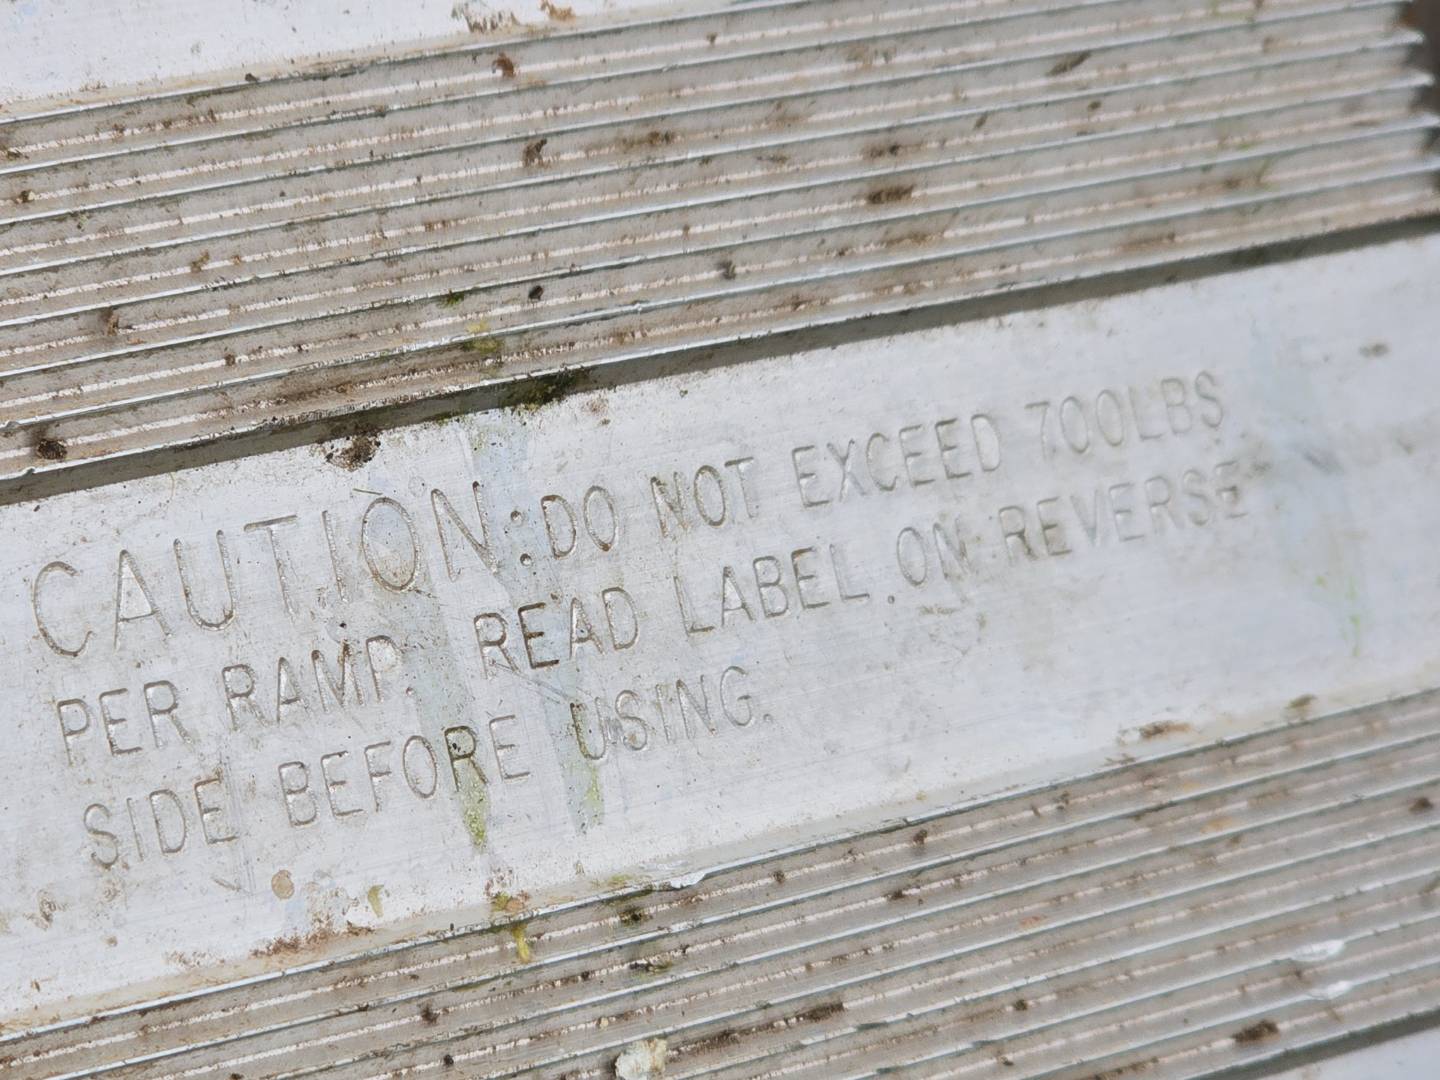 CAUTION: DO NOT EXCEED 700LBS
PER RAMP. READ LABEL. ON REVERSE
SIDE BEFORE USING.